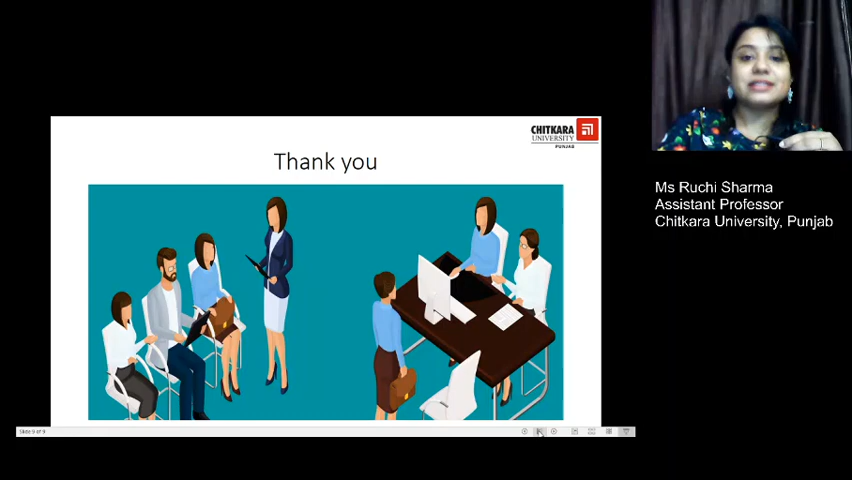 CHITKARA
UNIVERSITY
PUNJAB
Thank you
Ms Ruchi Sharma
Assistant Professor
Chitkara University, Punjab
Slide 9 of 9